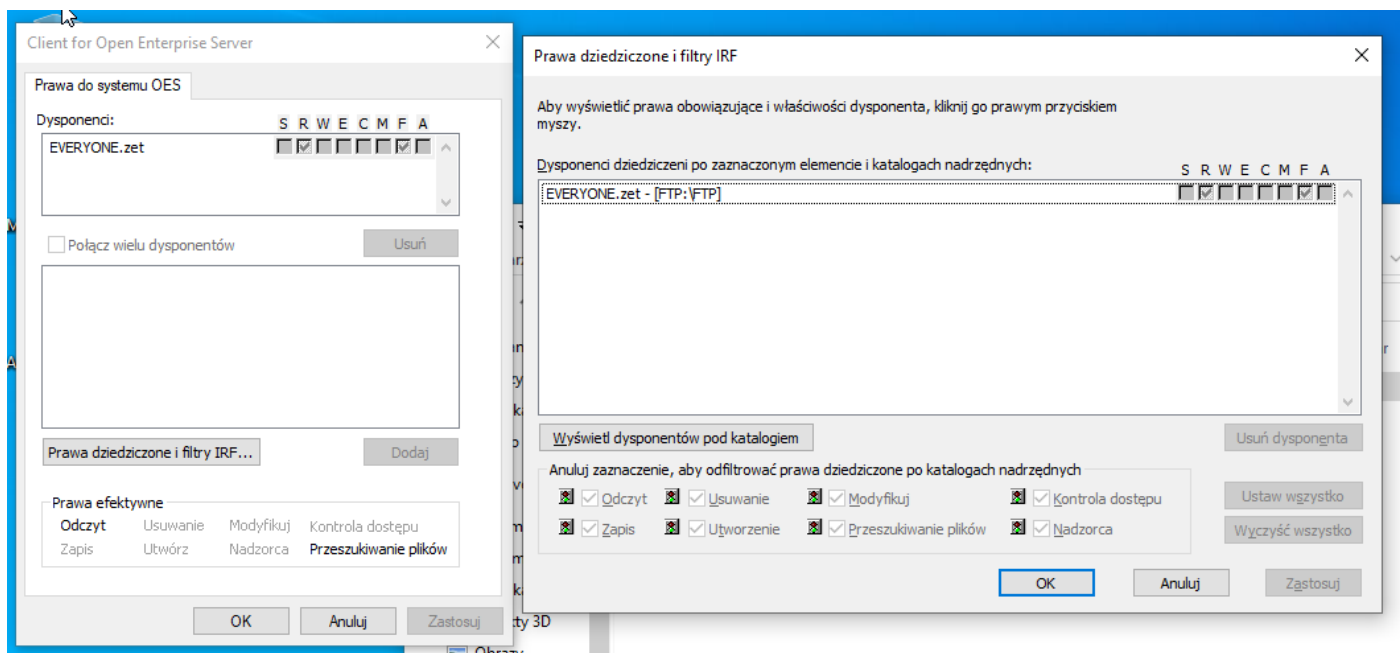 Client for Open Enterprise Server
Prawa do systemu OES
Dysponenci:
S R W E C M F A
EVERYONE.zet
Połącz wielu dysponentów
Usuń
Prawa dziedziczone i filtry IRF...
Dodaj
Prawa efektywne
Odczyt Usuwanie Modyfikuj Kontrola dostępu
Zapis Utwórz Nadzorca Przeszukiwanie plików
OK Anuluj Zastosuj
Prawa dziedziczone i filtry IRF
Aby wyświetlić prawa obowiązujące i właściwości dysponenta, kliknij go prawym przyciskiem
myszy.
Dysponenci dziedziczeni po zaznaczonym elemencie i katalogach nadrzędnych:
S R W E C M F A
EVERYONE.zet - [FTP:\FTP]
Wyświetl dysponentów pod katalogiem
Usuń dysponenta
Anuluj zaznaczenie, aby odfiltrować prawa dziedziczone po katalogach nadrzędnych
Odczyt Usuwanie Modyfikuj Kontrola dostępu
Zapis Utworzenie Przeszukiwanie plików Nadzorca
Ustaw wszystko
Wyczyść wszystko
OK Anuluj Zastosuj
ty 3D